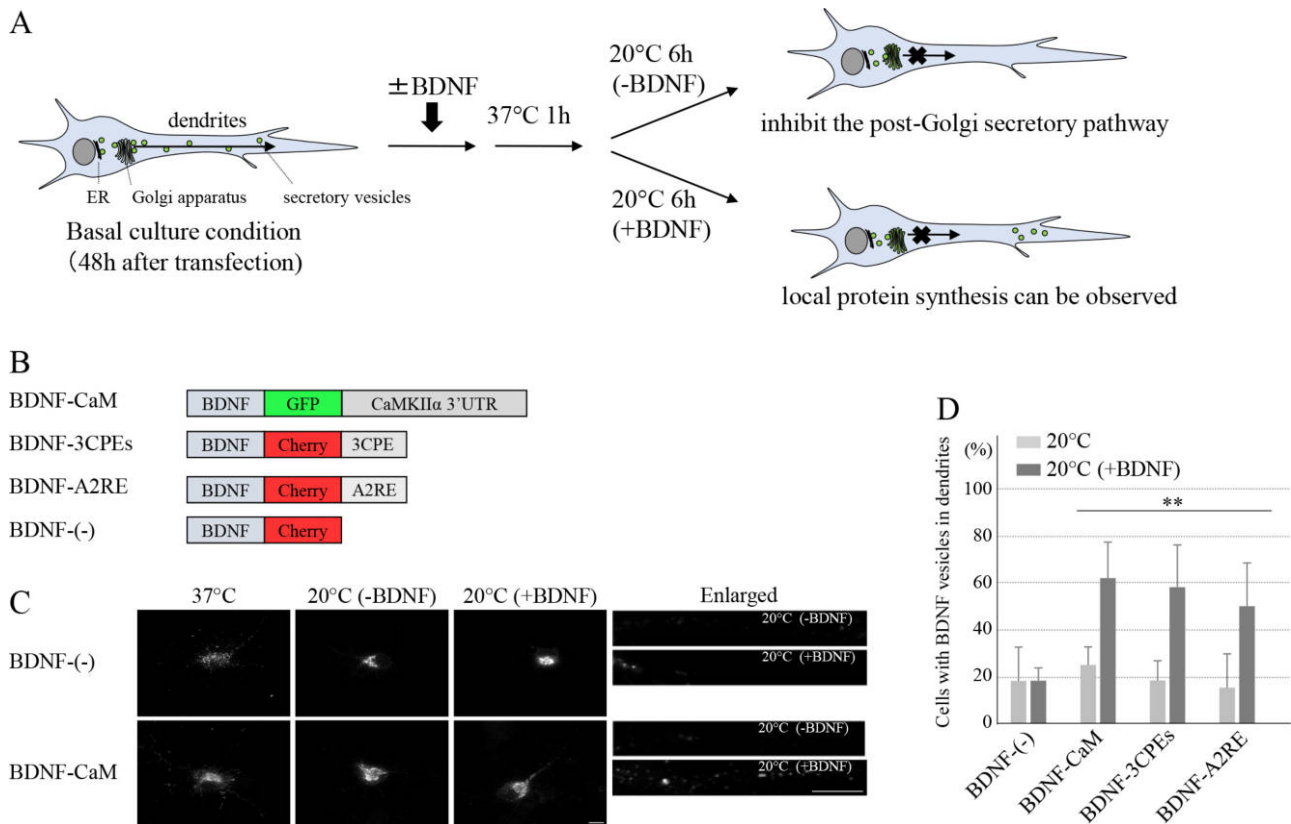 A
dendrites
ER
Golgi apparatus
secretory vesicles
Basal culture condition
(48h after transfection)
±BDNF
37°C 1h
20°C 6h
(-BDNF)
inhibit the post-Golgi secretory pathway
20°C 6h
(+BDNF)
local protein synthesis can be observed
B
BDNF-CaM
BDNF GFP CaMKIIα 3'UTR
BDNF-3CPEs
BDNF Cherry 3CPE
BDNF-A2RE
BDNF Cherry A2RE
BDNF-(-)
BDNF Cherry
C
37°C 20°C (-BDNF) 20°C (+BDNF) Enlarged
BDNF-(-)
20°C (-BDNF)
20°C (+BDNF)
BDNF-CaM
20°C (-BDNF)
20°C (+BDNF)
D
20°C
20°C (+BDNF)
(%)
Cells with BDNF vesicles in dendrites
100
80
60
40
20
0
**
BDNF-(-)
BDNF-CaM
BDNF-3CPEs
BDNF-A2RE